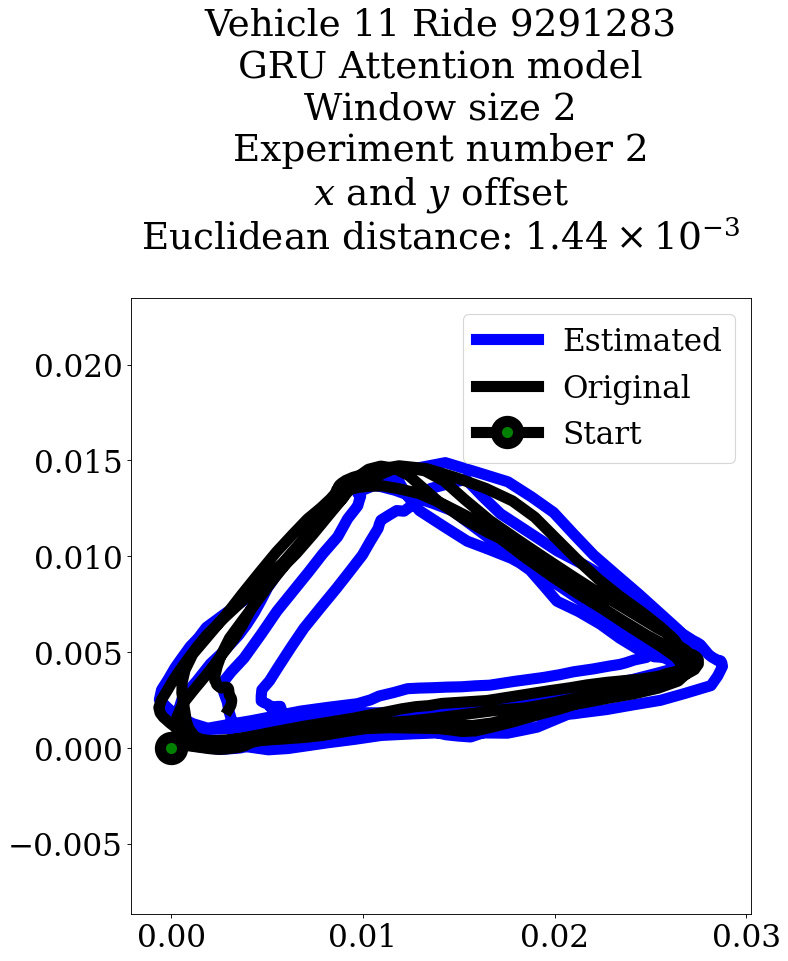 Vehicle 11 Ride 9291283
GRU Attention model
Window size 2
Experiment number 2
x and y offset
Euclidean distance: 1.44 × 10⁻³
Estimated
Original
Start
0.020
0.015
0.010
0.005
0.000
−0.005
0.00 0.01 0.02 0.03